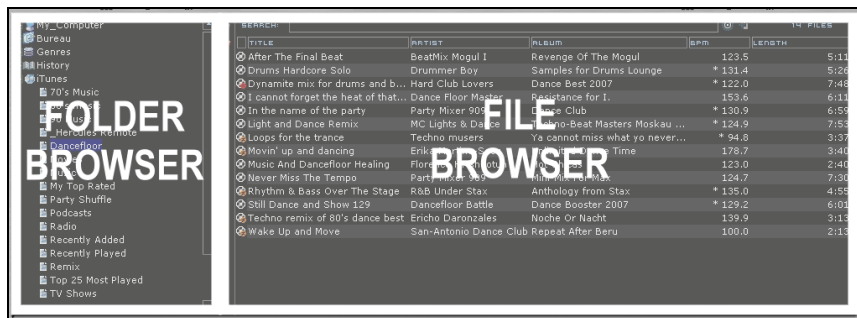 My_Computer
Bureau
Genres
History
iTunes
70's Music
_Hercules Remote
Dancefloor
My Top Rated
Party Shuffle
Podcasts
Radio
Recently Added
Recently Played
Remix
Top 25 Most Played
TV Shows
FOLDER
BROWSER
SEARCH: 14 FILES
TITLE ARTIST ALBUM BPM LENGTH
After The Final Beat BeatMix Mogul I Revenge Of The Mogul 123.5 5:11
Drums Hardcore Solo Drummer Boy Samples for Drums Lounge * 131.4 5:26
Dynamite mix for drums and b... Hard Club Lovers Dance Best 2007 * 122.0 7:48
I cannot forget the heat of that... Dance Floor Master Resistance for I. 153.6 6:11
In the name of the party Party Mixer 909 Dance Club * 130.9 6:59
Light and Dance Remix MC Lights & Dance Techno-Beat Masters Moskau ... * 124.9 7:53
Loops for the trance Techno musers Ya cannot miss what yo never... * 94.8 3:37
Movin' up and dancing Dance Time 178.7 3:40
Music And Dancefloor Healing 123.0 2:40
Never Miss The Tempo Party Mixer 909 Mini Mix For Max 124.7 7:30
Rhythm & Bass Over The Stage R&B Under Stax Anthology from Stax * 135.0 4:55
Still Dance and Show 129 Dancefloor Battle Dance Booster 2007 * 129.2 6:01
Techno remix of 80's dance best Ericho Daronzales Noche Or Nacht 139.9 3:13
Wake Up and Move San-Antonio Dance Club Repeat After Beru 100.0 2:13
FILE
BROWSER